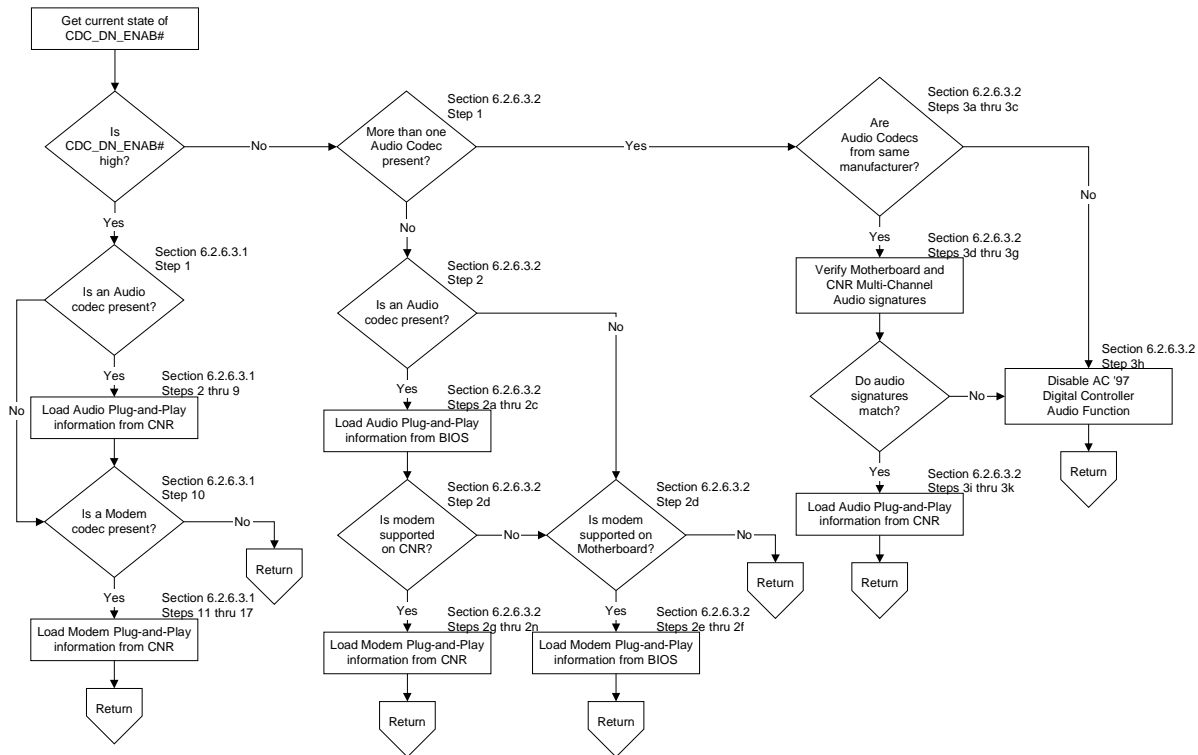 Get current state of
CDC_DN_ENAB#
Is
CDC_DN_ENAB#
high?
No
Section 6.2.6.3.2
Step 1
More than one
Audio Codec
present?
Yes
Section 6.2.6.3.2
Steps 3a thru 3c
Are
Audio Codecs
from same
manufacturer?
No
Yes
Section 6.2.6.3.1
Step 1
Is an Audio
codec present?
No
Yes
Section 6.2.6.3.1
Steps 2 thru 9
Load Audio Plug-and-Play
information from CNR
Section 6.2.6.3.1
Step 10
Is a Modem
codec present?
No
Return
Yes
Section 6.2.6.3.1
Steps 11 thru 17
Load Modem Plug-and-Play
information from CNR
Return
No
Section 6.2.6.3.2
Step 2
Is an Audio
codec present?
No
Yes
Section 6.2.6.3.2
Steps 2a thru 2c
Load Audio Plug-and-Play
information from BIOS
Section 6.2.6.3.2
Step 2d
Is modem
supported
on CNR?
No
Section 6.2.6.3.2
Step 2d
Is modem
supported on
Motherboard?
No
Return
Yes
Section 6.2.6.3.2
Steps 2g thru 2n
Load Modem Plug-and-Play
information from CNR
Return
Yes
Section 6.2.6.3.2
Steps 2e thru 2f
Load Modem Plug-and-Play
information from BIOS
Return
Yes
Section 6.2.6.3.2
Steps 3d thru 3g
Verify Motherboard and
CNR Multi-Channel
Audio signatures
Do audio
signatures
match?
No
Section 6.2.6.3.2
Step 3h
Disable AC '97
Digital Controller
Audio Function
Return
Yes
Section 6.2.6.3.2
Steps 3i thru 3k
Load Audio Plug-and-Play
information from CNR
Return